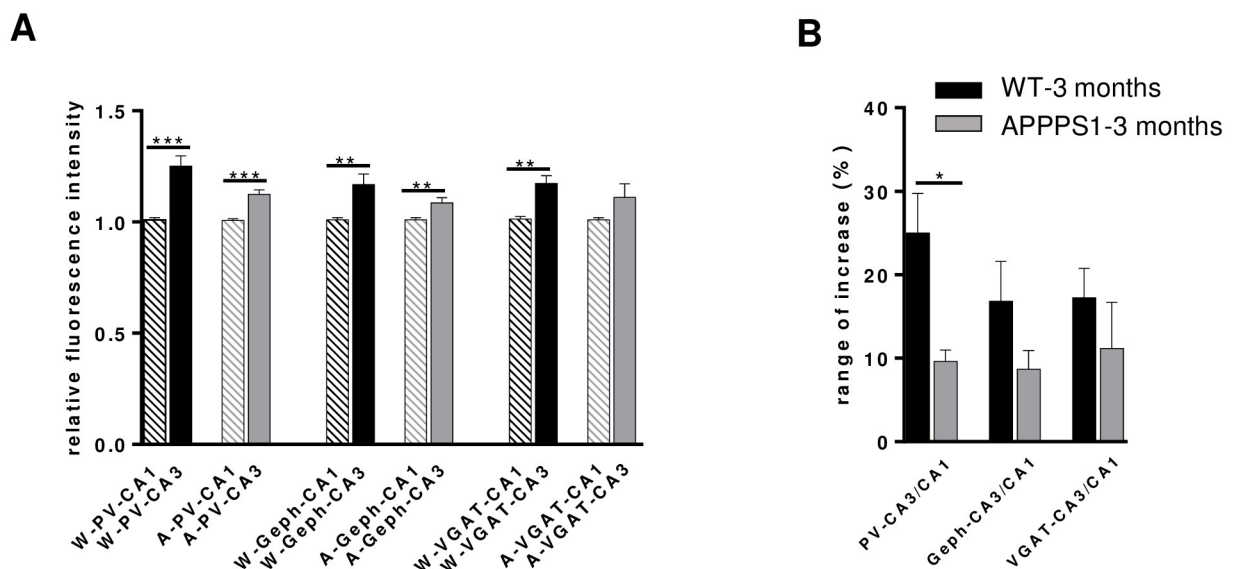 A
relative fluorescence intensity
1.5
1.0
0.5
0.0
***
***
**
**
**
W-PV-CA1
W-PV-CA3
A-PV-CA1
A-PV-CA3
W-Geph-CA1
W-Geph-CA3
A-Geph-CA1
A-Geph-CA3
W-VGAT-CA1
W-VGAT-CA3
A-VGAT-CA1
A-VGAT-CA3
B
WT-3 months
APPPS1-3 months
range of increase (%)
40
30
20
10
0
*
PV-CA3/CA1
Geph-CA3/CA1
VGAT-CA3/CA1